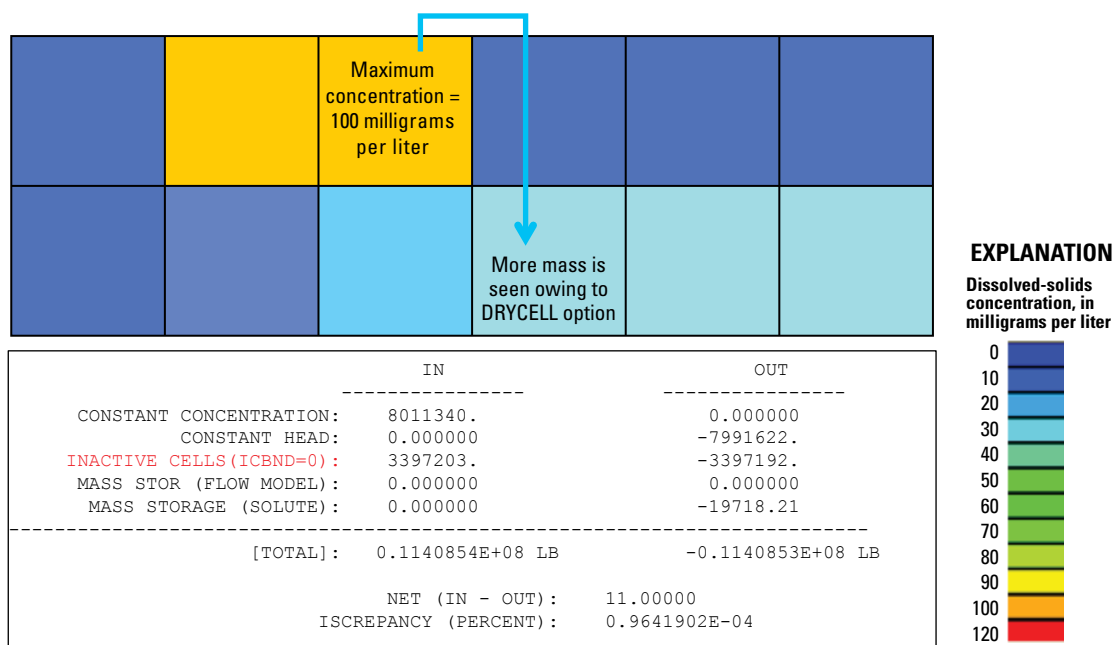 Maximum
concentration =
100 milligrams
per liter
More mass is
seen owing to
DRYCELL option
EXPLANATION
Dissolved-solids
concentration, in
milligrams per liter
0
10
20
30
40
50
60
70
80
90
100
120
IN OUT
---------------- ----------------
CONSTANT CONCENTRATION: 8011340. 0.000000
CONSTANT HEAD: 0.000000 -7991622.
INACTIVE CELLS(ICBND=0): 3397203. -3397192.
MASS STOR (FLOW MODEL): 0.000000 0.000000
MASS STORAGE (SOLUTE): 0.000000 -19718.21
---------------------------------------------------------------------------
[TOTAL]: 0.1140854E+08 LB -0.1140853E+08 LB
NET (IN - OUT): 11.00000
ISCREPANCY (PERCENT): 0.9641902E-04